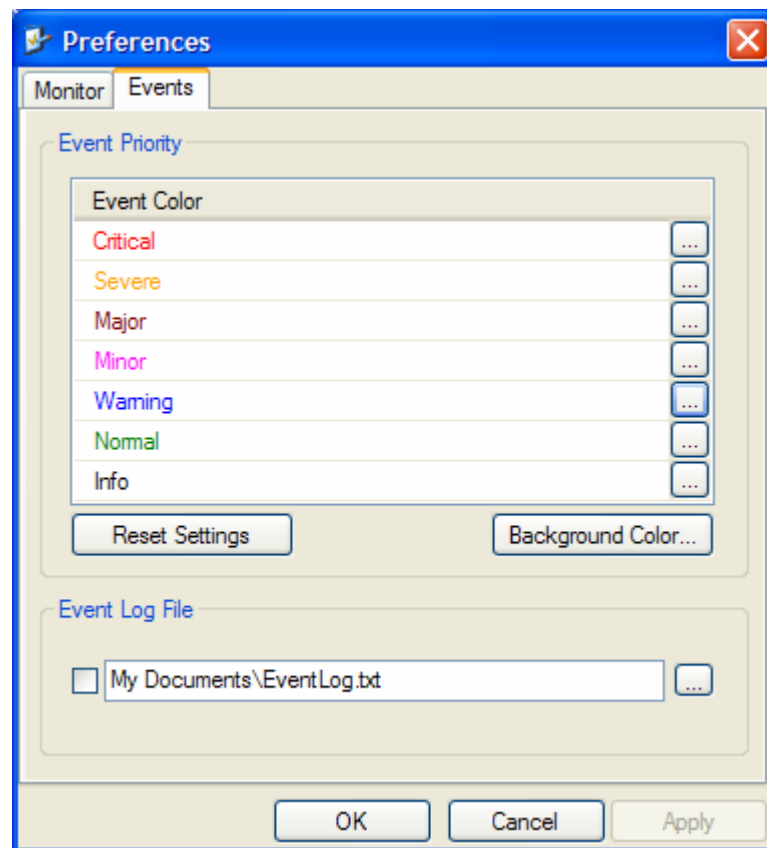 Preferences
Monitor Events
Event Priority
Event Color
Critical ...
Severe ...
Major ...
Minor ...
Warning ...
Normal ...
Info ...
Reset Settings Background Color...
Event Log File
My Documents\EventLog.txt ...
OK Cancel Apply